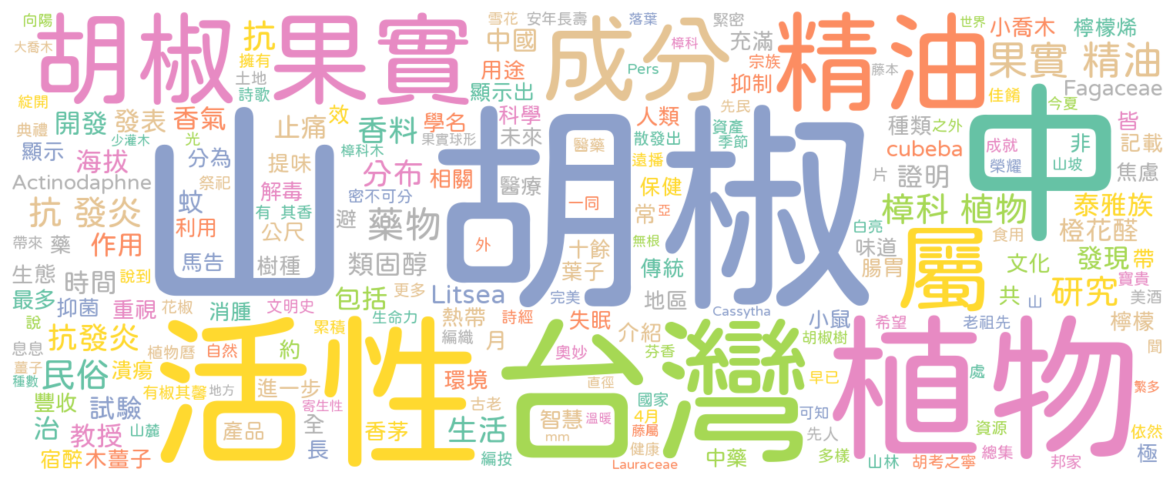 向陽
大喬木
胡椒果實
抗
擁有
土地
詩歌
雪花
安年長壽
中國
用途
顯示出
成分
落葉
Pers
緊密
樟科
充滿
抑制
宗族
精油
藤本
世界
小喬木
檸檬烯
果實 精油
Fagaceae
佳餚
今夏
綻開
典禮
開發
少灌木
發表
香氣
光
效
止痛
香料
學名
科學
未來
果實球形
人類
散發出
遠播
先民
資產
季節
種類
之外
cubeba
成就
榮耀
非
山坡
皆
記載
顯示
海拔
樟科木
分為
提味
分布
相關
醫療
醫藥
保健
片
證明
焦慮
Actinodaphne
祭祀
解毒
密不可分
一同
常
亞
中
山胡椒
抗 發炎
蚊
有 其香
避
藥物
樟科 植物
泰雅族
利用
公尺
外
十餘
無根
白亮
食用
橙花醛
帶來
藥
作用
馬告
樹種
類固醇
葉子
傳統
味道
腸胃
屬
文化
發現
帶
生態
時間
說到
包括
更多
Litsea
完美
地區
共
山
研究
寶貴
美酒
最多
抑菌
重視
花椒
消腫
文明史
生命力
熱帶
詩經
失眠
Cassytha
小鼠
希望
老祖先
檸檬
說
抗發炎
累積
編織
月
介紹
胡椒樹
聞
息息
植物曆
自然
約
活性
台灣
植物
奧妙
芬香
薑子
種數
民俗
潰瘍
有椒其馨
地方
進一步
環境
直徑
國家
早已
處
繁多
豐收
試驗
寄生性
古老
智慧
溫暖
4月
可知
資源
依然
治
教授
山麓
產品
全
香茅
生活
mm
藤屬
健康
先人
總集
極
宿醉
木薑子
長
編按
Lauraceae
中藥
多樣
山林
胡考之寧
邦家